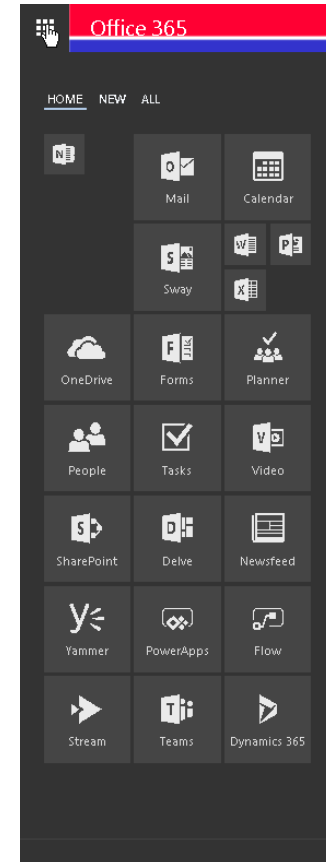 Office 365
HOME NEW ALL
N
Mail Calendar
Sway
W P
X
OneDrive Forms Planner
People Tasks Video
SharePoint Delve Newsfeed
Yammer PowerApps Flow
Stream Teams Dynamics 365